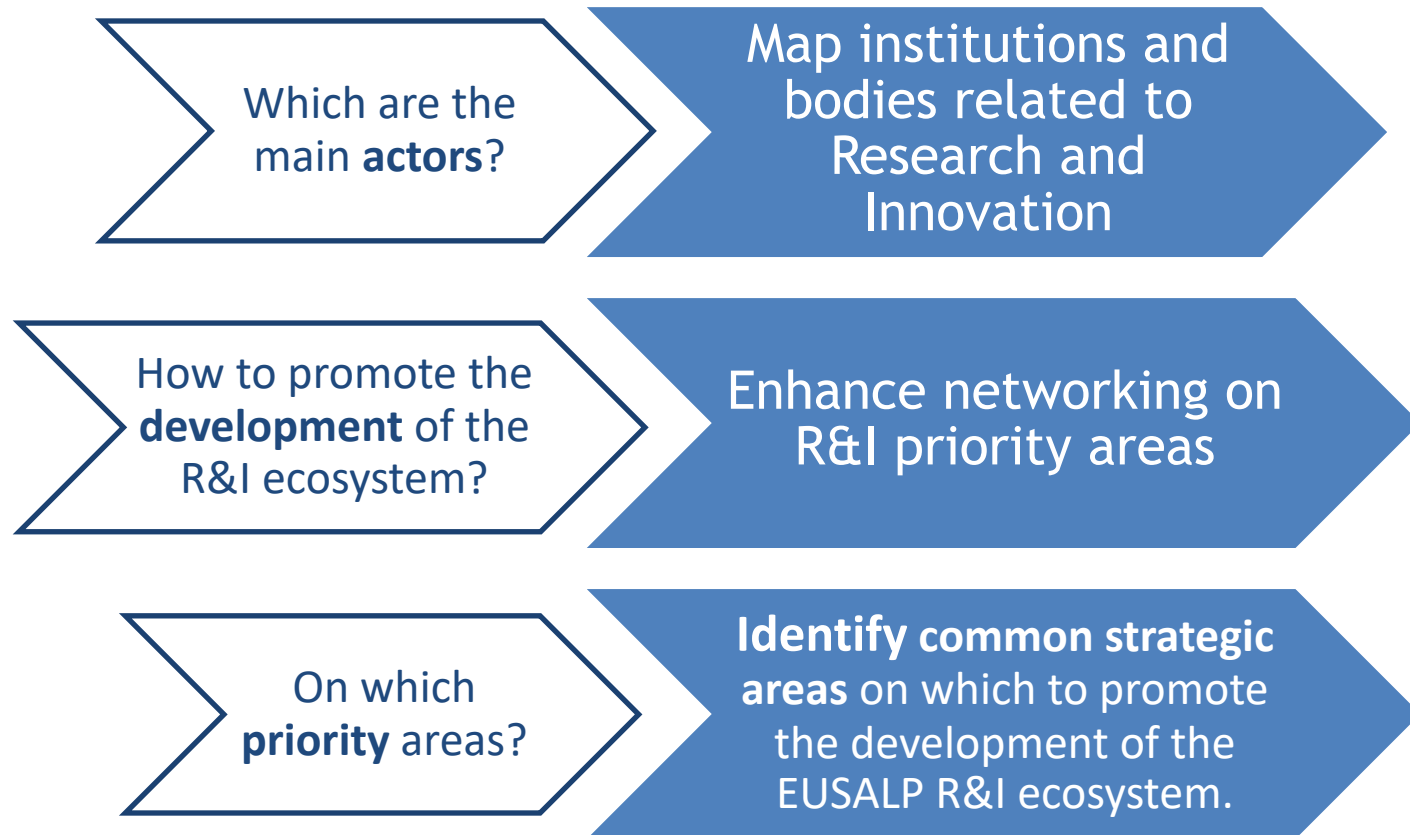 Which are the
main actors?
Map institutions and
bodies related to
Research and
Innovation
How to promote the
development of the
R&I ecosystem?
Enhance networking on
R&I priority areas
On which
priority areas?
Identify common strategic
areas on which to promote
the development of the
EUSALP R&I ecosystem.